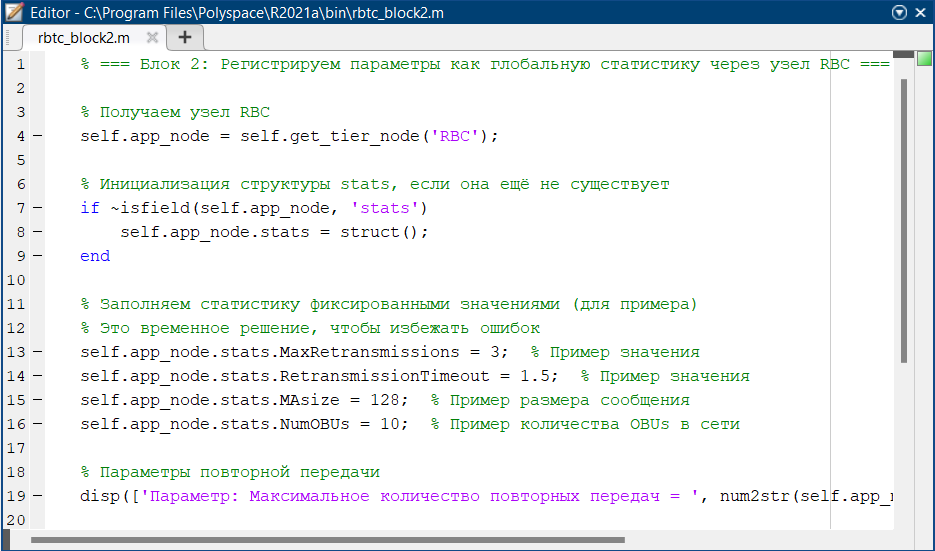 Editor - C:\Program Files\Polyspace\R2021a\bin\rbtc_block2.m
rbtc_block2.m
1 % === Блок 2: Регистрируем параметры как глобальную статистику через узел RBC ===
2
3 % Получаем узел RBC
4 self.app_node = self.get_tier_node('RBC');
5
6 % Инициализация структуры stats, если она ещё не существует
7 if ~isfield(self.app_node, 'stats')
8 self.app_node.stats = struct();
9 end
10
11 % Заполняем статистику фиксированными значениями (для примера)
12 % Это временное решение, чтобы избежать ошибок
13 self.app_node.stats.MaxRetransmissions = 3; % Пример значения
14 self.app_node.stats.RetransmissionTimeout = 1.5; % Пример значения
15 self.app_node.stats.MAsize = 128; % Пример размера сообщения
16 self.app_node.stats.NumOBUs = 10; % Пример количества OBUs в сети
17
18 % Параметры повторной передачи
19 disp(['Параметр: Максимальное количество повторных передач = ', num2str(self.app_
20